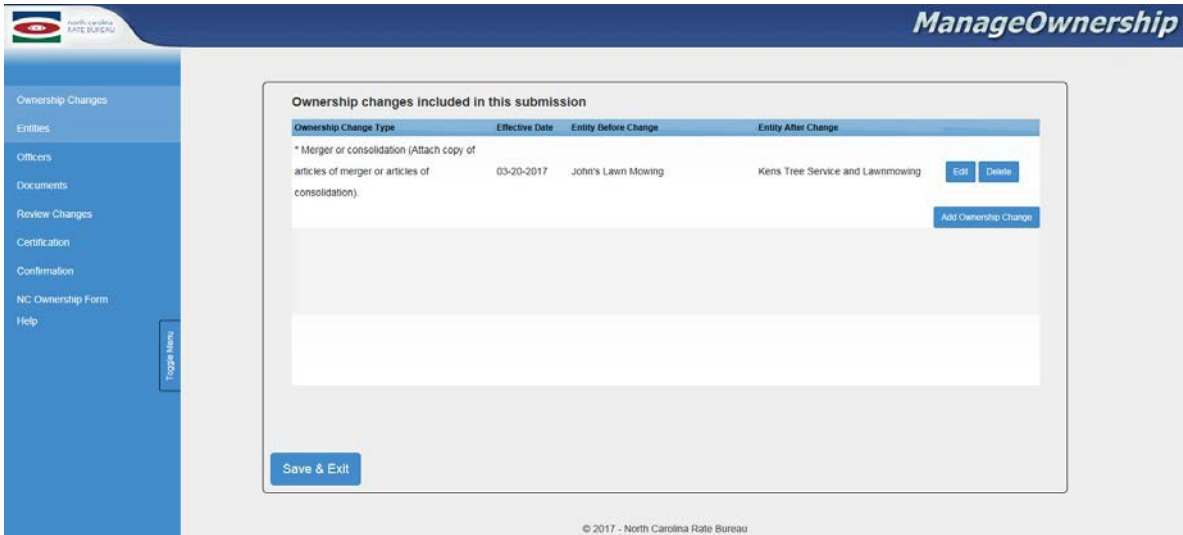 north carolina
RATE BUREAU
ManageOwnership
Ownership Changes
Entities
Officers
Documents
Review Changes
Certification
Confirmation
NC Ownership Form
Help
Toggle Menu
Ownership changes included in this submission
Ownership Change Type Effective Date Entity Before Change Entity After Change
* Merger or consolidation (Attach copy of
articles of merger or articles of 03-20-2017 John's Lawn Mowing Kens Tree Service and Lawnmowing Edit Delete
consolidation).
Add Ownership Change
Save & Exit
© 2017 - North Carolina Rate Bureau